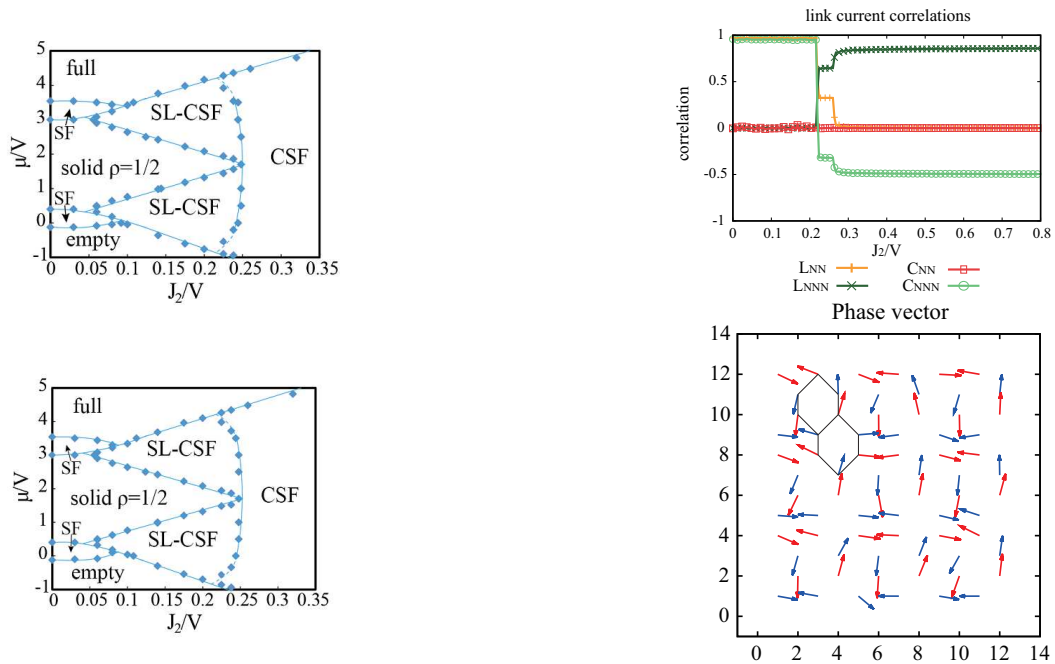 5
4
3
2
1
0
-1
μ/V
full
SF
SL-CSF
CSF
solid ρ=1/2
SF
SL-CSF
empty
0 0.05 0.1 0.15 0.2 0.25 0.3 0.35
J2/V
link current correlations
1
0.5
0
-0.5
-1
correlation
0 0.1 0.2 0.3 0.4 0.5 0.6 0.7 0.8
J2/V
LNN CNN
LNNN CNNN
5
4
3
2
1
0
-1
μ/V
full
SL-CSF
SF
solid ρ=1/2
CSF
SF
SL-CSF
empty
0 0.05 0.1 0.15 0.2 0.25 0.3 0.35
J2/V
Phase vector
14
12
10
8
6
4
2
0
0 2 4 6 8 10 12 14